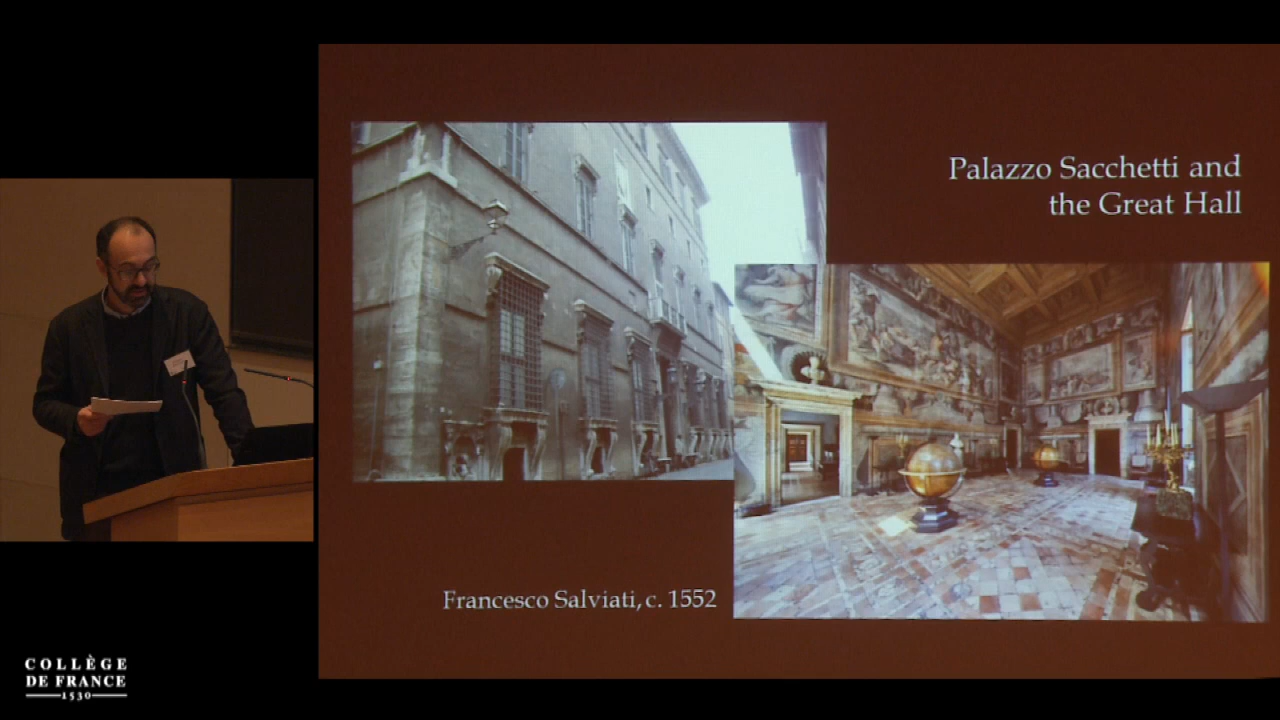 Palazzo Sacchetti and
the Great Hall
Francesco Salviati, c. 1552
COLLÈGE
DE FRANCE
1530